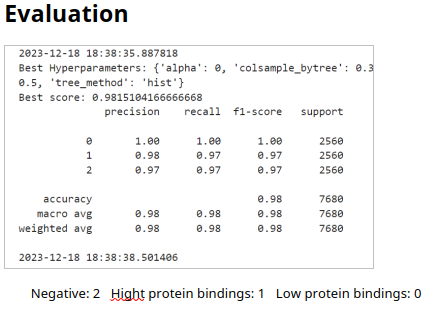 Evaluation
2023-12-18 18:38:35.887818
Best Hyperparameters: {'alpha': 0, 'colsample_bytree': 0.3
0.5, 'tree_method': 'hist'}
Best score: 0.9815104166666668
precision recall f1-score support
0 1.00 1.00 1.00 2560
1 0.98 0.97 0.97 2560
2 0.97 0.97 0.97 2560
accuracy 0.98 7680
macro avg 0.98 0.98 0.98 7680
weighted avg 0.98 0.98 0.98 7680
2023-12-18 18:38:38.501406
Negative: 2 Hight protein bindings: 1 Low protein bindings: 0